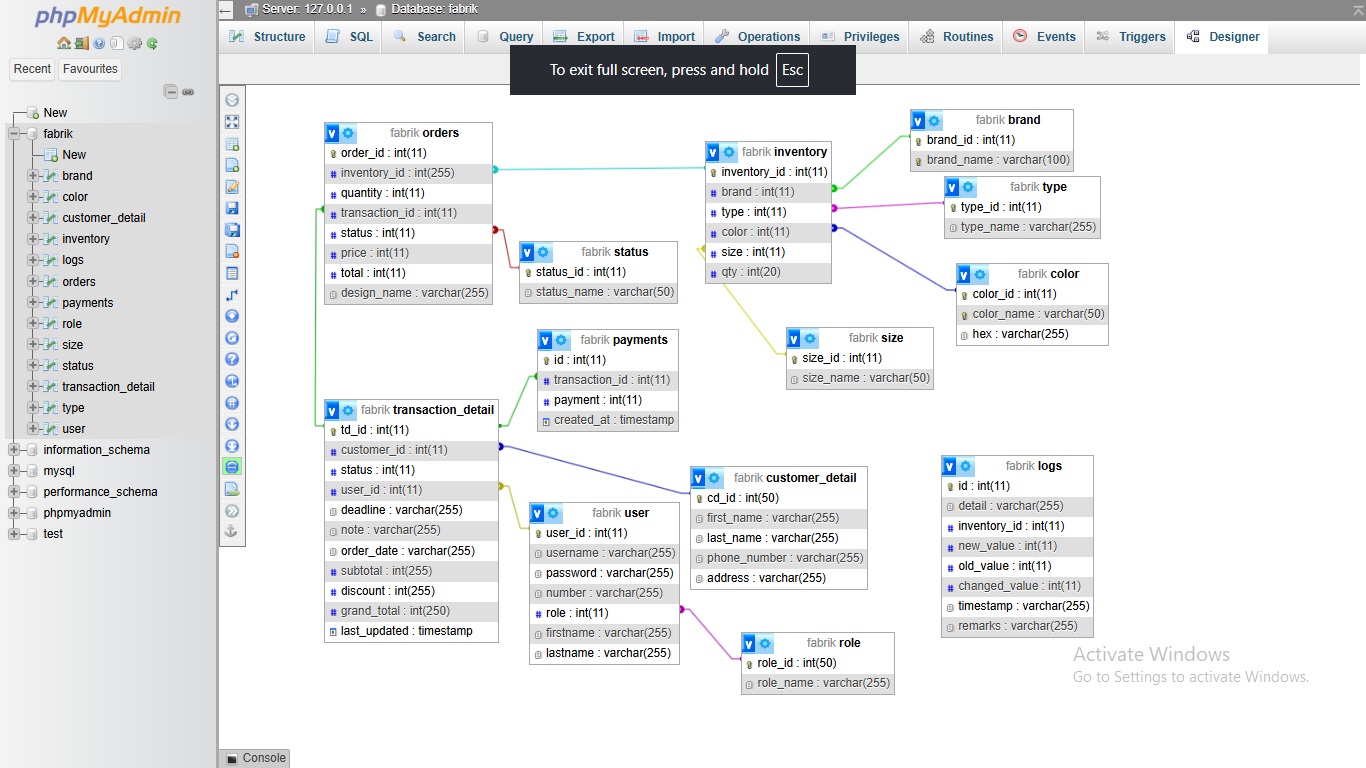 phpMyAdmin
Recent Favourites
New
fabrik
New
brand
color
customer_detail
inventory
logs
orders
payments
role
size
status
transaction_detail
type
user
information_schema
mysql
performance_schema
phpmyadmin
test
Server: 127.0.0.1 » Database: fabrik
Structure SQL Search Query Export Import Operations Privileges Routines Events Triggers Designer
To exit full screen, press and hold Esc
fabrik orders
order_id : int(11)
inventory_id : int(255)
quantity : int(11)
transaction_id : int(11)
status : int(11)
price : int(11)
total : int(11)
design_name : varchar(255)
fabrik status
status_id : int(11)
status_name : varchar(50)
fabrik inventory
inventory_id : int(11)
brand : int(11)
type : int(11)
color : int(11)
size : int(11)
qty : int(20)
fabrik brand
brand_id : int(11)
brand_name : varchar(100)
fabrik type
type_id : int(11)
type_name : varchar(255)
fabrik color
color_id : int(11)
color_name : varchar(50)
hex : varchar(255)
fabrik size
size_id : int(11)
size_name : varchar(50)
fabrik payments
id : int(11)
transaction_id : int(11)
payment : int(11)
created_at : timestamp
fabrik transaction_detail
td_id : int(11)
customer_id : int(11)
status : int(11)
user_id : int(11)
deadline : varchar(255)
note : varchar(255)
order_date : varchar(255)
subtotal : int(255)
discount : int(255)
grand_total : int(250)
last_updated : timestamp
fabrik user
user_id : int(11)
username : varchar(255)
password : varchar(255)
number : varchar(255)
role : int(11)
firstname : varchar(255)
lastname : varchar(255)
fabrik customer_detail
cd_id : int(50)
first_name : varchar(255)
last_name : varchar(255)
phone_number : varchar(255)
address : varchar(255)
fabrik role
role_id : int(50)
role_name : varchar(255)
fabrik logs
id : int(11)
detail : varchar(255)
inventory_id : int(11)
new_value : int(11)
old_value : int(11)
changed_value : int(11)
timestamp : varchar(255)
remarks : varchar(255)
Activate Windows
Go to Settings to activate Windows.
Console